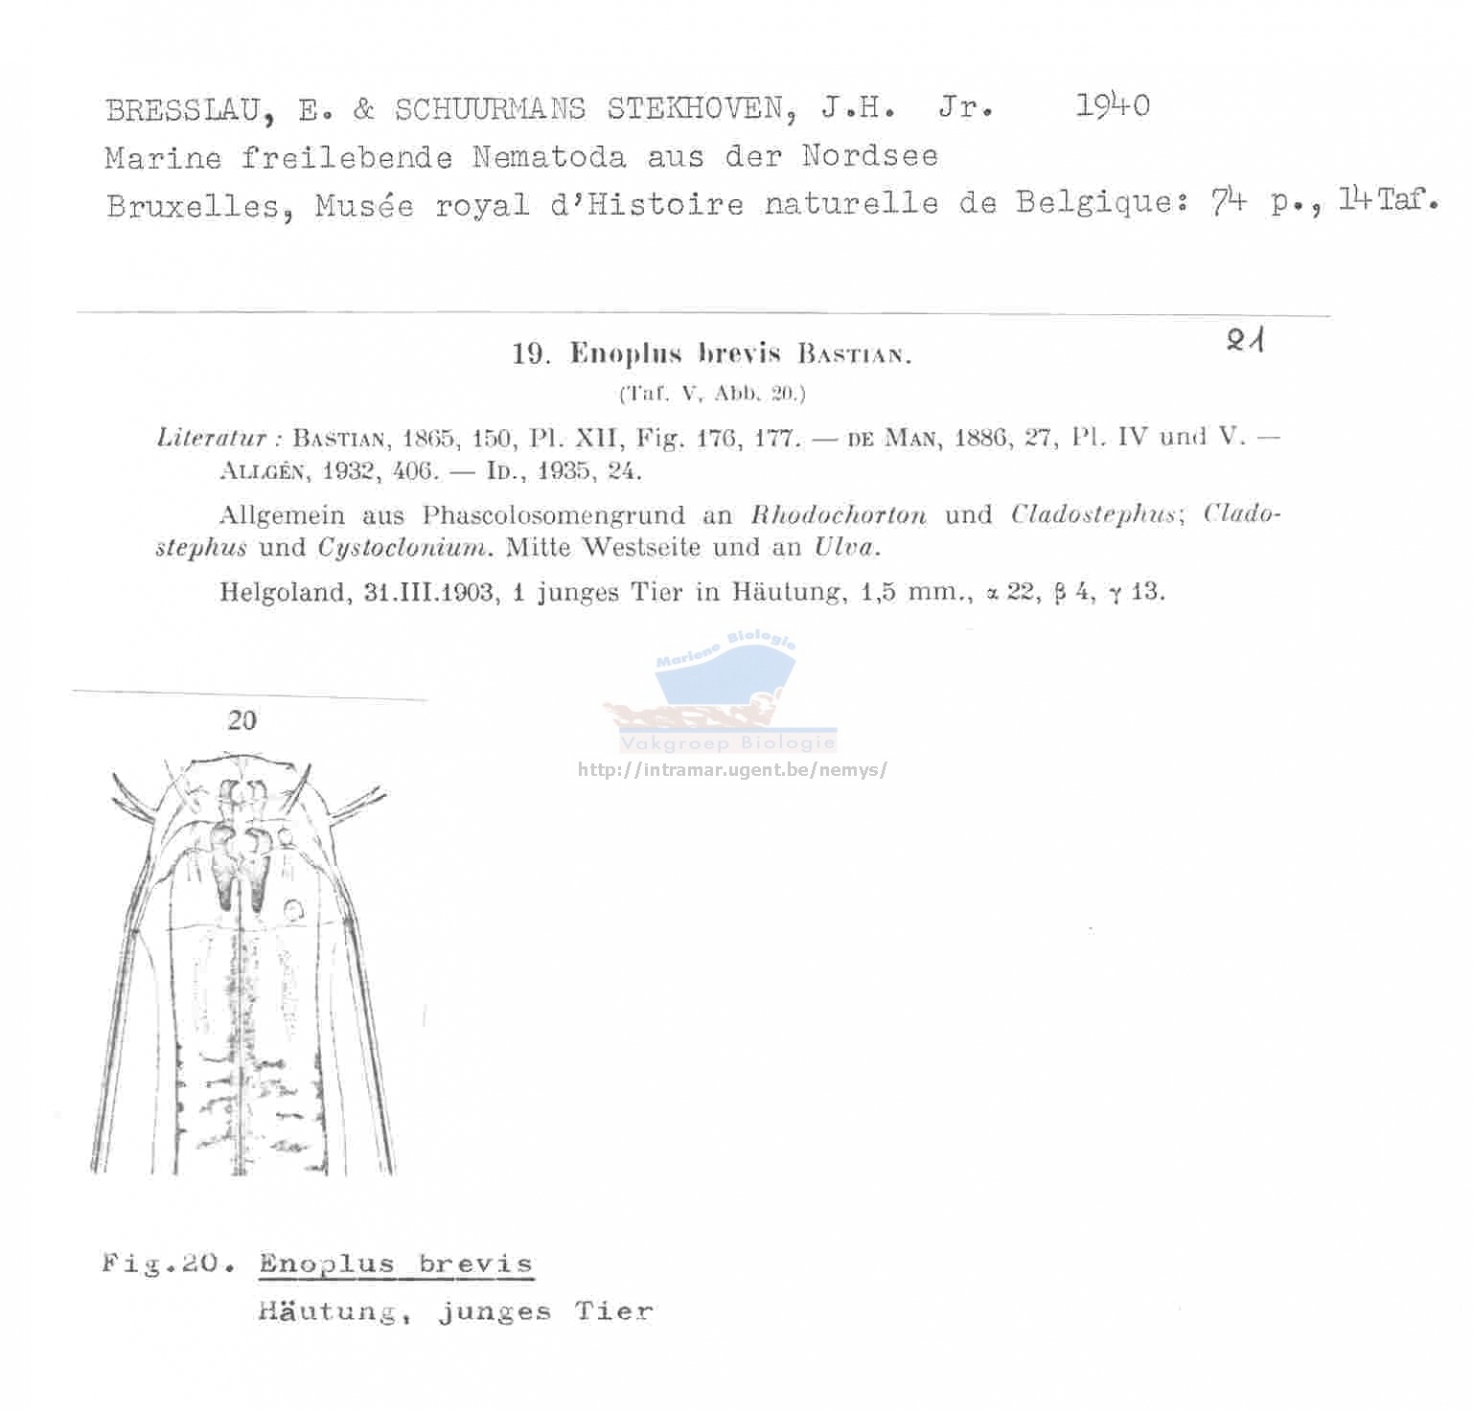 BRESSLAU, E. & SCHUURMANS STEKHOVEN, J.H. Jr. 1940
Marine freilebende Nematoda aus der Nordsee
Bruxelles, Musée royal d'Histoire naturelle de Belgique: 74 p., 14 Taf.
21
19. Enoplus brevis BASTIAN.
(Taf. V, Abb. 20.)
Literatur : BASTIAN, 1865, 150, Pl. XII, Fig. 176, 177. — DE MAN, 1886, 27, Pl. IV und V. —
ALLGÉN, 1932, 406. — ID., 1935, 24.
Allgemein aus Phascolosomengrund an Rhodochorton und Cladostephus; Clado-
stephus und Cystoclonium. Mitte Westseite und an Ulva.
Helgoland, 31.III.1903, 1 junges Tier in Häutung, 1,5 mm., α 22, β 4, γ 13.
Mariene Biologie
Vakgroep Biologie
http://intramar.ugent.be/nemys/
20
Fig.20. Enoplus brevis
Häutung, junges Tier